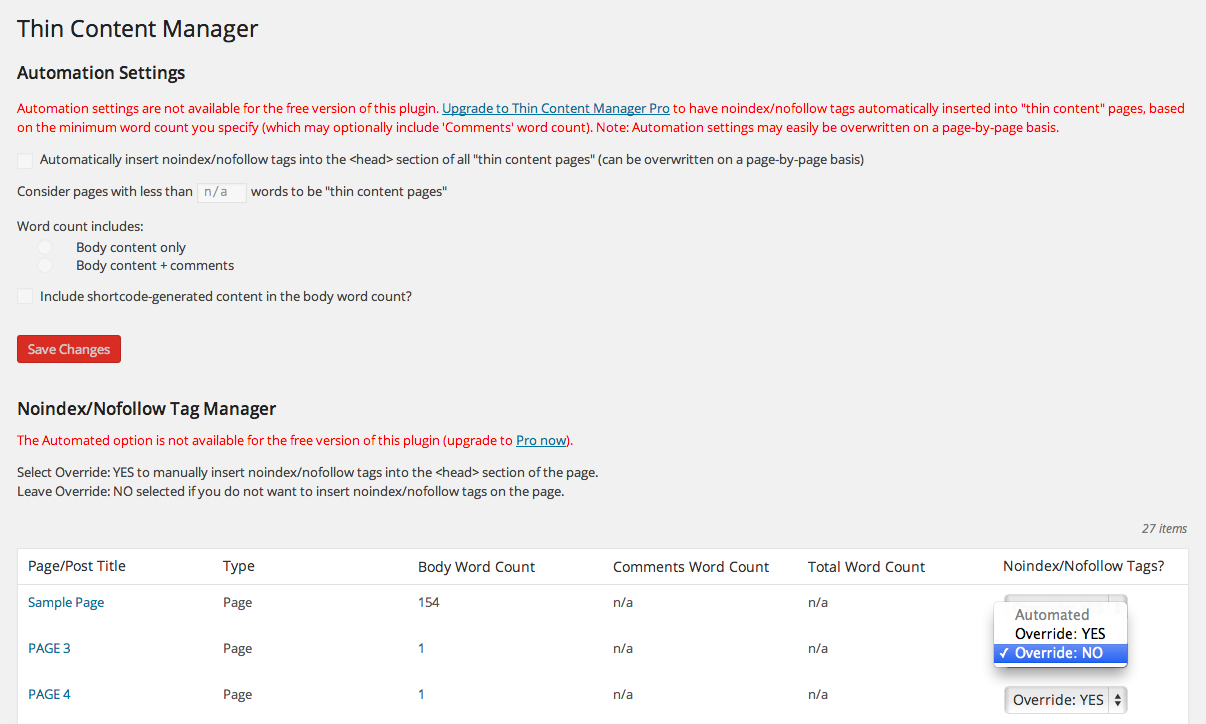 Thin Content Manager
Automation Settings
Automation settings are not available for the free version of this plugin. Upgrade to Thin Content Manager Pro to have noindex/nofollow tags automatically inserted into "thin content" pages, based
on the minimum word count you specify (which may optionally include 'Comments' word count). Note: Automation settings may easily be overwritten on a page-by-page basis.
Automatically insert noindex/nofollow tags into the <head> section of all "thin content pages" (can be overwritten on a page-by-page basis)
Consider pages with less than n/a words to be "thin content pages"
Word count includes:
Body content only
Body content + comments
Include shortcode-generated content in the body word count?
Save Changes
Noindex/Nofollow Tag Manager
The Automated option is not available for the free version of this plugin (upgrade to Pro now).
Select Override: YES to manually insert noindex/nofollow tags into the <head> section of the page.
Leave Override: NO selected if you do not want to insert noindex/nofollow tags on the page.
27 items
Page/Post Title Type Body Word Count Comments Word Count Total Word Count Noindex/Nofollow Tags?
Sample Page Page 154 n/a n/a
Automated
Override: YES
PAGE 3 Page 1 n/a n/a ✓ Override: NO
PAGE 4 Page 1 n/a n/a Override: YES